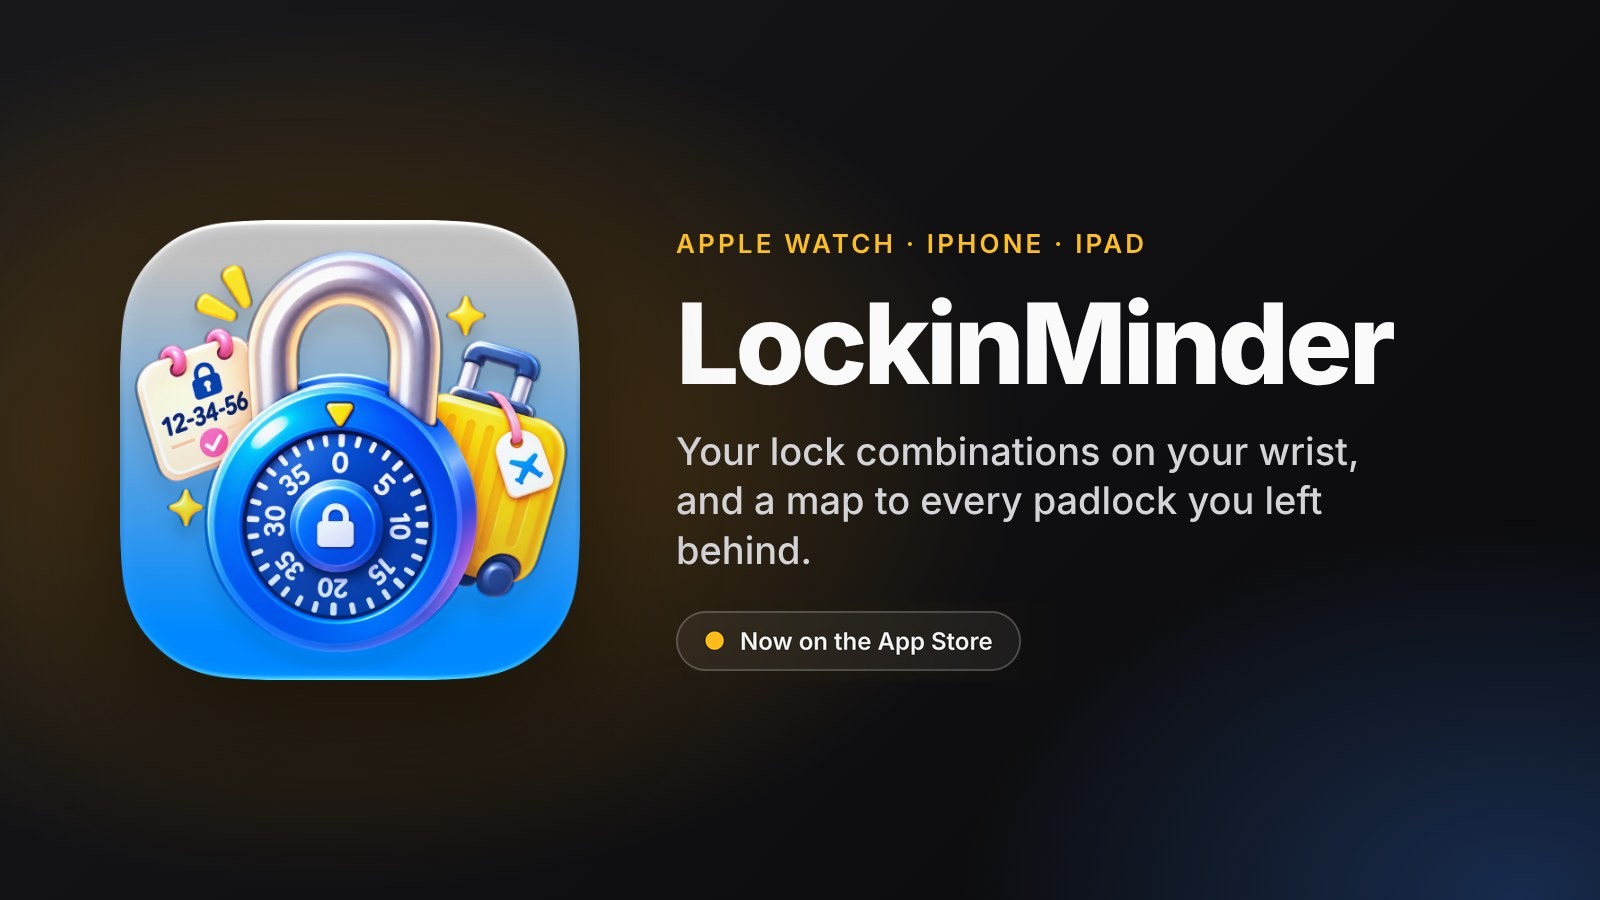 APPLE WATCH · IPHONE · IPAD
LockinMinder
Your lock combinations on your wrist,
and a map to every padlock you left
behind.
Now on the App Store
12-34-56
0
5
10
15
20
35
30
35